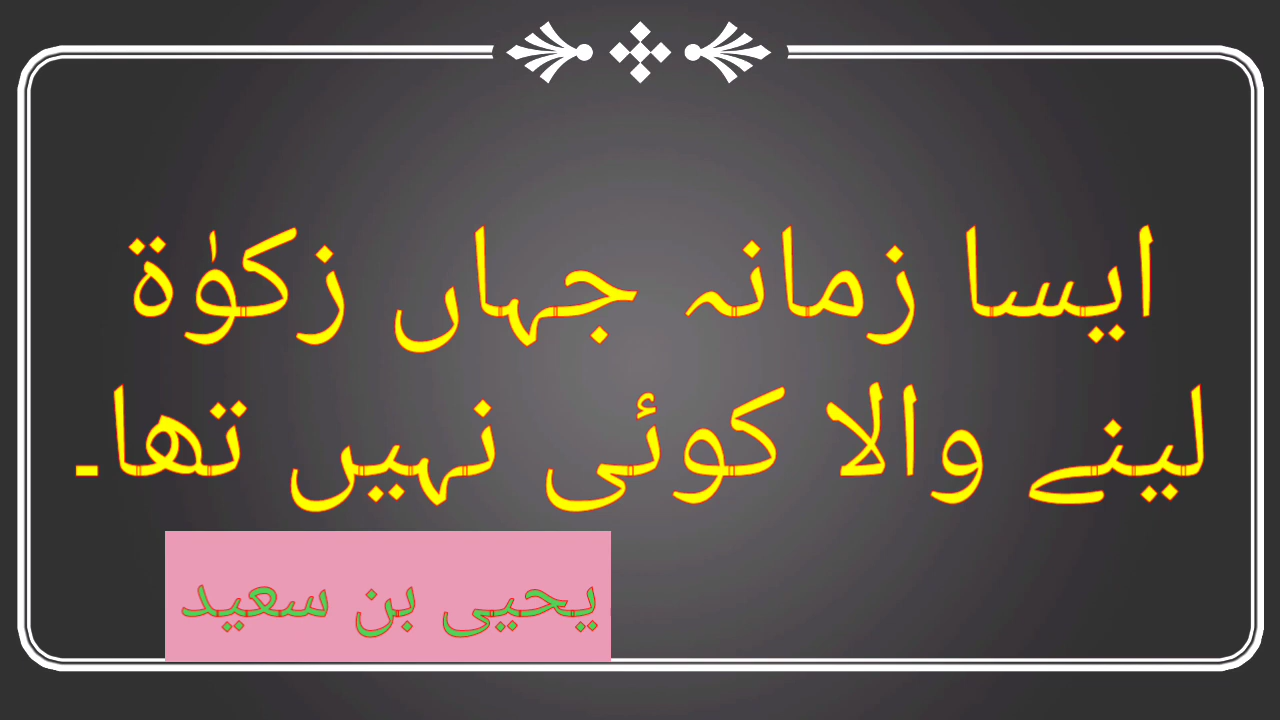 ایسا زمانہ جہاں زکوٰۃ
لینے والا کوئی نہیں تھا۔
یحیی بن سعید